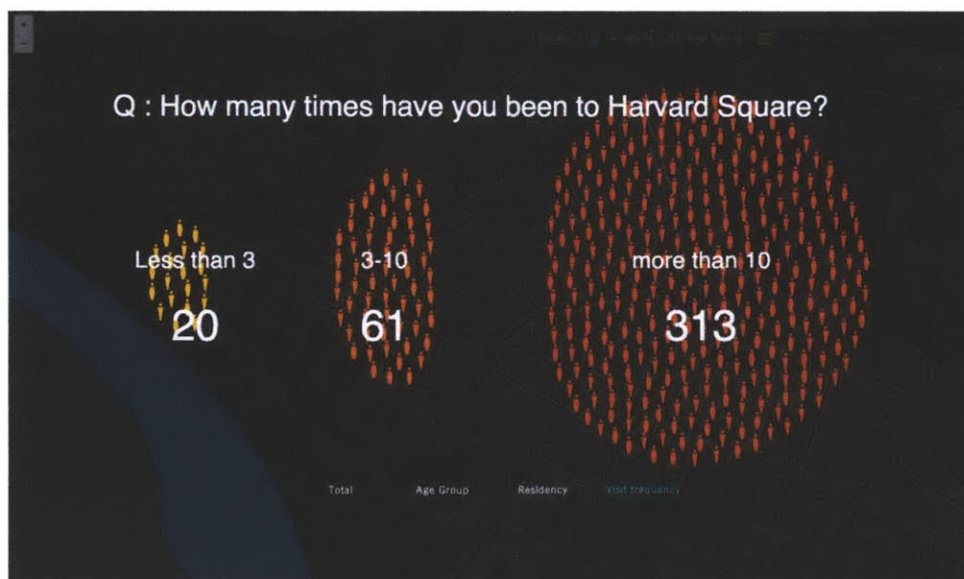 +
-
Q : How many times have you been to Harvard Square?
Less than 3
3-10
more than 10
20
61
313
Total Age Group Residency Visit frequency